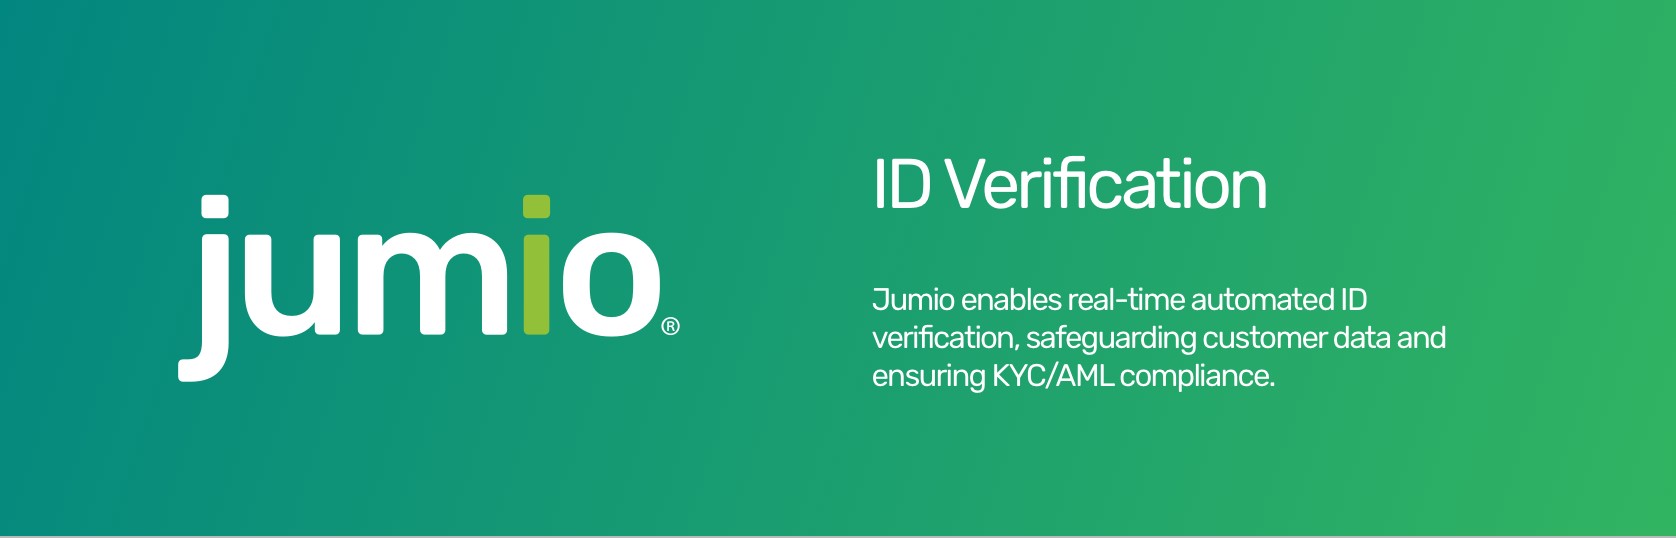 jumio®
ID Verification
Jumio enables real-time automated ID
verification, safeguarding customer data and
ensuring KYC/AML compliance.